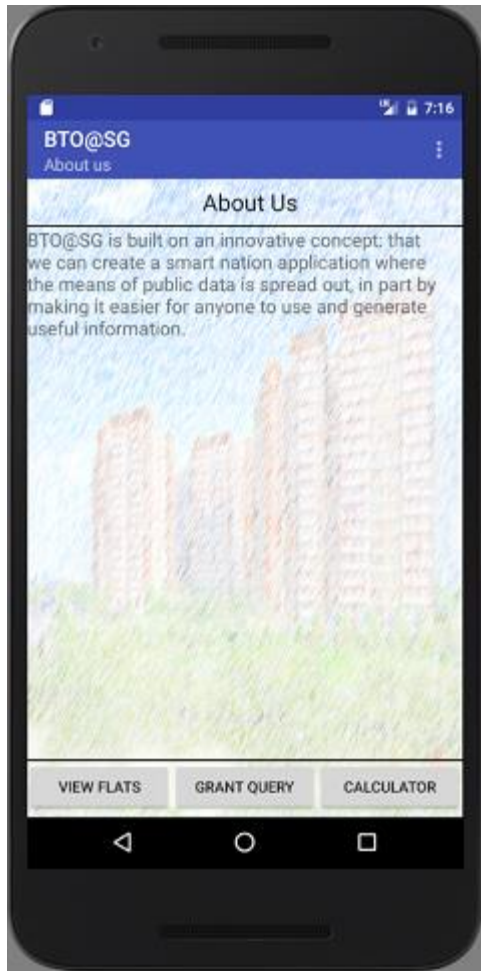 7:16
BTO@SG
About us
About Us
BTO@SG is built on an innovative concept; that
we can create a smart nation application where
the means of public data is spread out, in part by
making it easier for anyone to use and generate
useful information.
VIEW FLATS GRANT QUERY CALCULATOR